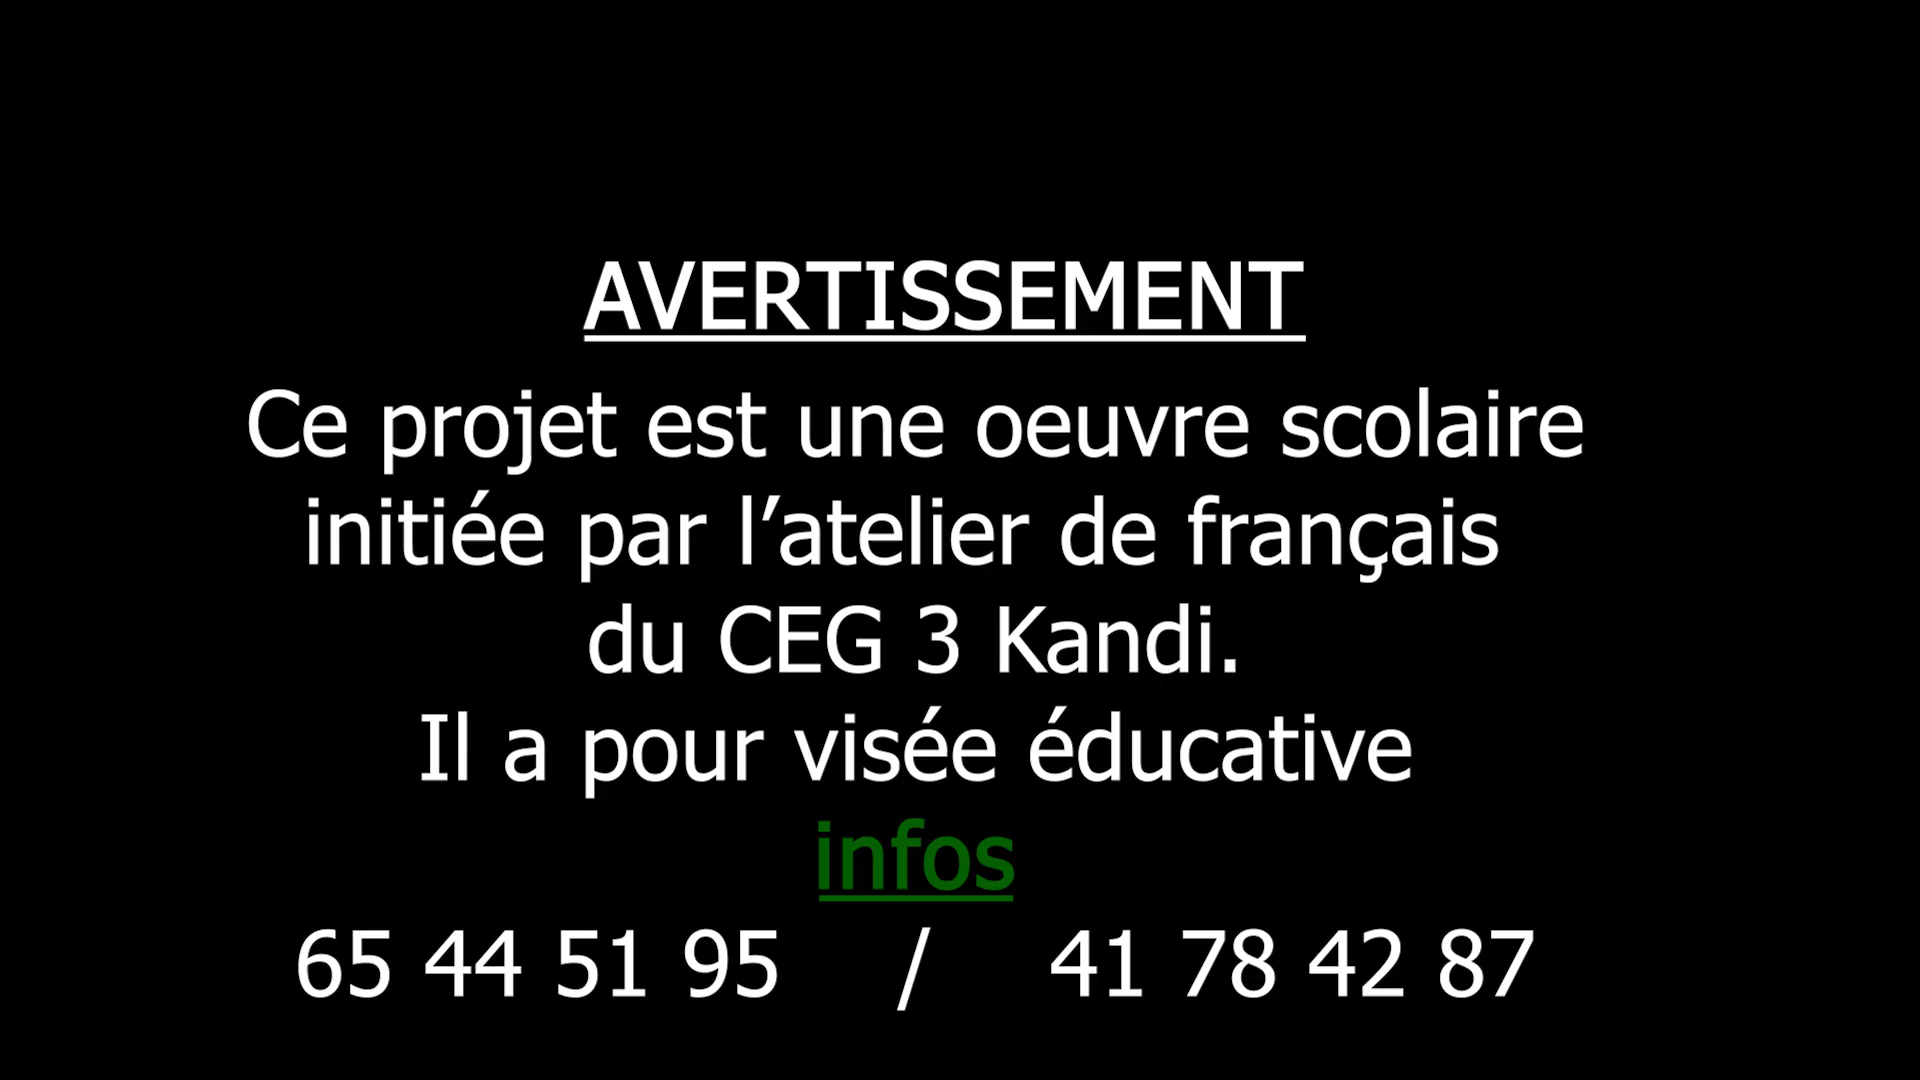 AVERTISSEMENT
Ce projet est une oeuvre scolaire
initiée par l’atelier de français
du CEG 3 Kandi.
Il a pour visée éducative
infos
65 44 51 95 / 41 78 42 87